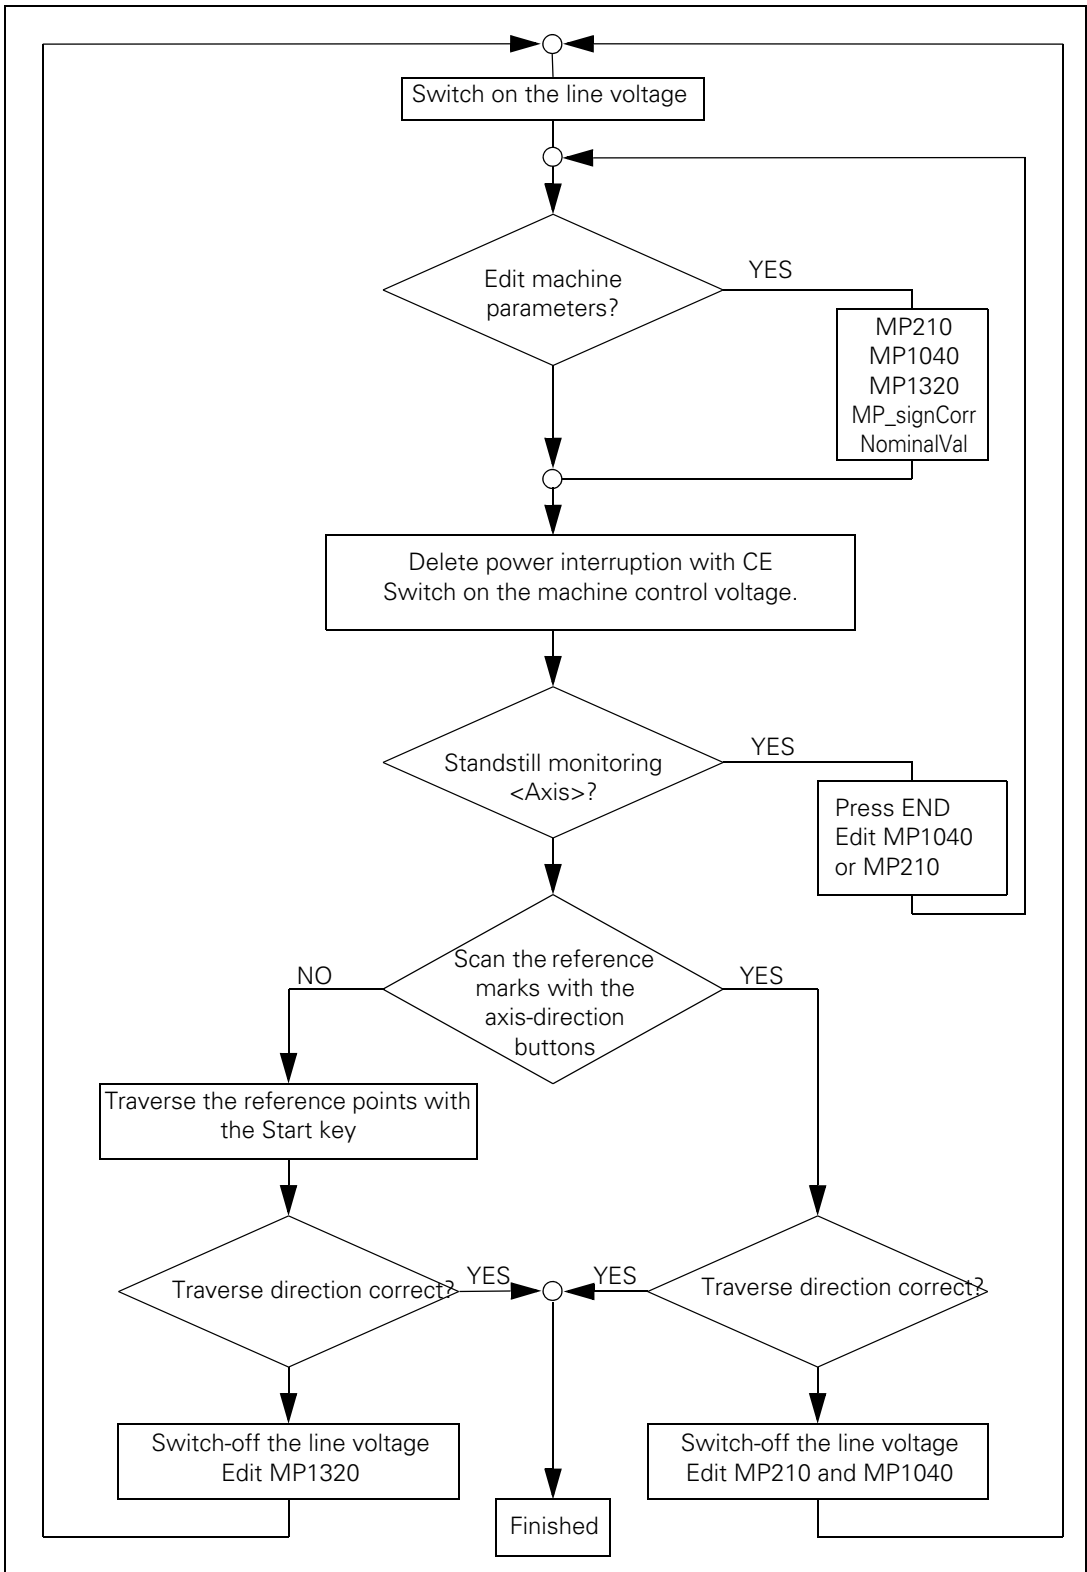 Switch on the line voltage
Edit machine
parameters?
YES
MP210
MP1040
MP1320
MP_signCorr
NominalVal
Delete power interruption with CE
Switch on the machine control voltage.
Standstill monitoring
<Axis>?
YES
Press END
Edit MP1040
or MP210
Scan the reference
marks with the
axis-direction
buttons
NO
YES
Traverse the reference points with
the Start key
Traverse direction correct?
YES
YES
Traverse direction correct?
Switch-off the line voltage
Edit MP1320
Switch-off the line voltage
Edit MP210 and MP1040
Finished